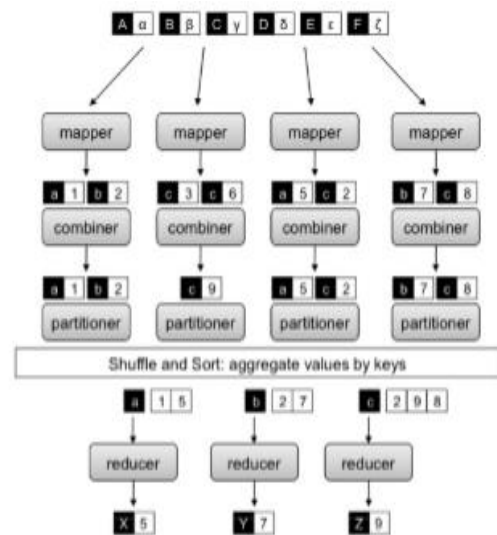 A α B β C γ D δ E ε F ζ
mapper mapper mapper mapper
a 1 b 2 c 3 c 6 a 5 c 2 b 7 c 8
combiner combiner combiner combiner
a 1 b 2 c 9 a 5 c 2 b 7 c 8
partitioner partitioner partitioner partitioner
Shuffle and Sort: aggregate values by keys
a 1 5 b 2 7 c 2 9 8
reducer reducer reducer
X 5 Y 7 Z 9